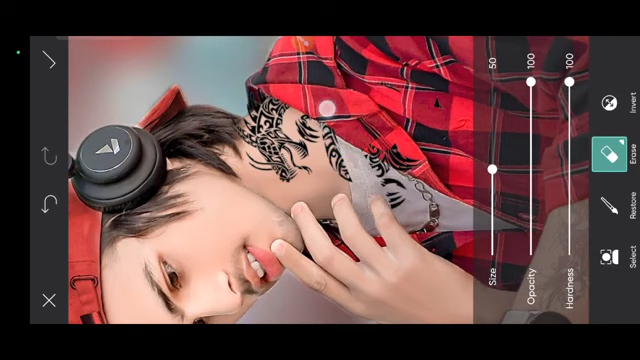 Size
50
Opacity
100
Hardness
100
Invert
Erase
Restore
Select